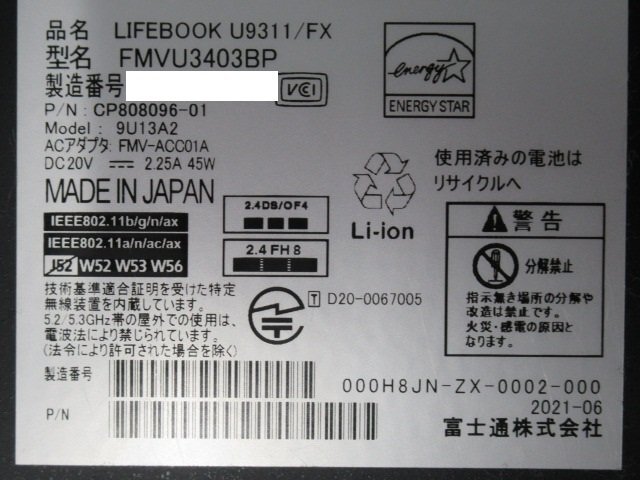 品名 LIFEBOOK U9311/FX
型名 FMVU3403BP
製造番号
VCCI
P/N: CP808096-01
Model : 9U13A2
ACアダプタ: FMV-ACC01A
DC20V ⎓ 2.25A 45W
MADE IN JAPAN
energy
ENERGY STAR
使用済みの電池は
リサイクルへ
Li-ion
IEEE802.11b/g/n/ax
IEEE802.11a/n/ac/ax
J52 W52 W53 W56
2.4DS/OF4
2.4FH8
警告
分解禁止
指示無き場所の分解や
改造は禁止です。
火災・感電の原因と
なります。
技術基準適合証明を受けた特定
無線装置を内蔵しています。
5.2/5.3GHz帯の屋外での使用は、
電波法により禁じられています。
(法令により許可された場合を除く)
T D20-0067005
製造番号
P/N
000H8JN-ZX-0002-000
2021-06
富士通株式会社